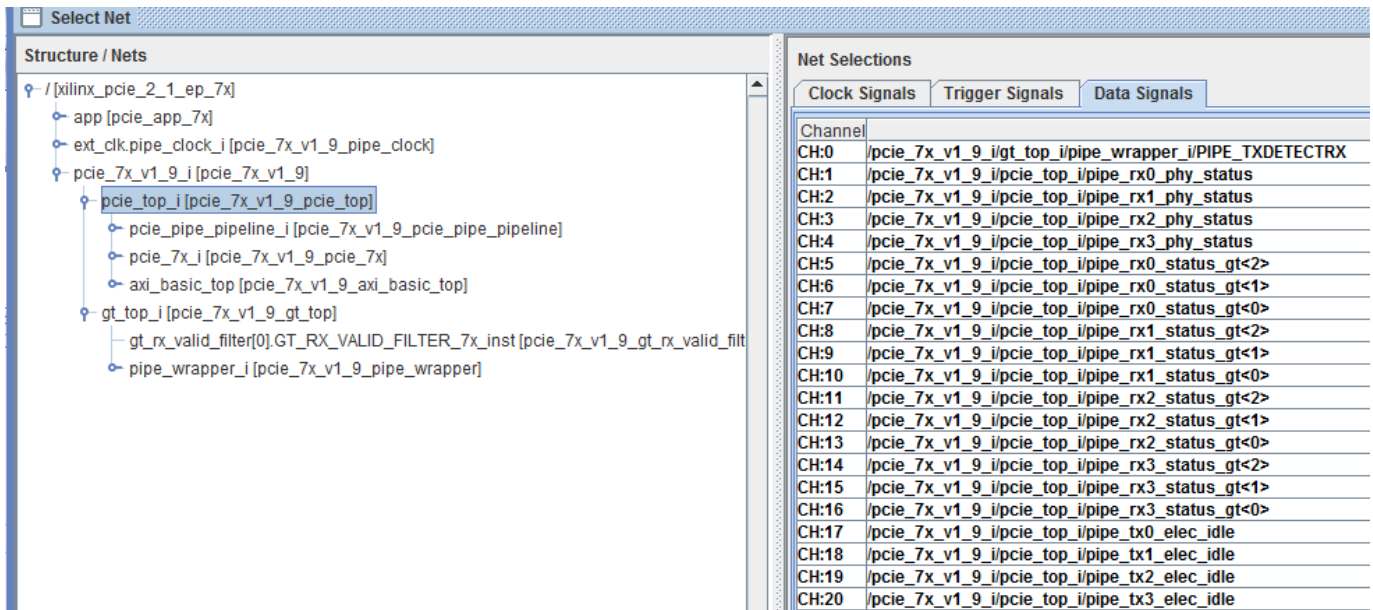 Select Net
Structure / Nets
/ [xilinx_pcie_2_1_ep_7x]
app [pcie_app_7x]
ext_clk.pipe_clock_i [pcie_7x_v1_9_pipe_clock]
pcie_7x_v1_9_i [pcie_7x_v1_9]
pcie_top_i [pcie_7x_v1_9_pcie_top]
pcie_pipe_pipeline_i [pcie_7x_v1_9_pcie_pipe_pipeline]
pcie_7x_i [pcie_7x_v1_9_pcie_7x]
axi_basic_top [pcie_7x_v1_9_axi_basic_top]
gt_top_i [pcie_7x_v1_9_gt_top]
gt_rx_valid_filter[0].GT_RX_VALID_FILTER_7x_inst [pcie_7x_v1_9_gt_rx_valid_filt
pipe_wrapper_i [pcie_7x_v1_9_pipe_wrapper]
Net Selections
Clock Signals Trigger Signals Data Signals
Channel
CH:0 /pcie_7x_v1_9_i/gt_top_i/pipe_wrapper_i/PIPE_TXDETECTRX
CH:1 /pcie_7x_v1_9_i/pcie_top_i/pipe_rx0_phy_status
CH:2 /pcie_7x_v1_9_i/pcie_top_i/pipe_rx1_phy_status
CH:3 /pcie_7x_v1_9_i/pcie_top_i/pipe_rx2_phy_status
CH:4 /pcie_7x_v1_9_i/pcie_top_i/pipe_rx3_phy_status
CH:5 /pcie_7x_v1_9_i/pcie_top_i/pipe_rx0_status_gt<2>
CH:6 /pcie_7x_v1_9_i/pcie_top_i/pipe_rx0_status_gt<1>
CH:7 /pcie_7x_v1_9_i/pcie_top_i/pipe_rx0_status_gt<0>
CH:8 /pcie_7x_v1_9_i/pcie_top_i/pipe_rx1_status_gt<2>
CH:9 /pcie_7x_v1_9_i/pcie_top_i/pipe_rx1_status_gt<1>
CH:10 /pcie_7x_v1_9_i/pcie_top_i/pipe_rx1_status_gt<0>
CH:11 /pcie_7x_v1_9_i/pcie_top_i/pipe_rx2_status_gt<2>
CH:12 /pcie_7x_v1_9_i/pcie_top_i/pipe_rx2_status_gt<1>
CH:13 /pcie_7x_v1_9_i/pcie_top_i/pipe_rx2_status_gt<0>
CH:14 /pcie_7x_v1_9_i/pcie_top_i/pipe_rx3_status_gt<2>
CH:15 /pcie_7x_v1_9_i/pcie_top_i/pipe_rx3_status_gt<1>
CH:16 /pcie_7x_v1_9_i/pcie_top_i/pipe_rx3_status_gt<0>
CH:17 /pcie_7x_v1_9_i/pcie_top_i/pipe_tx0_elec_idle
CH:18 /pcie_7x_v1_9_i/pcie_top_i/pipe_tx1_elec_idle
CH:19 /pcie_7x_v1_9_i/pcie_top_i/pipe_tx2_elec_idle
CH:20 /pcie_7x_v1_9_i/pcie_top_i/pipe_tx3_elec_idle